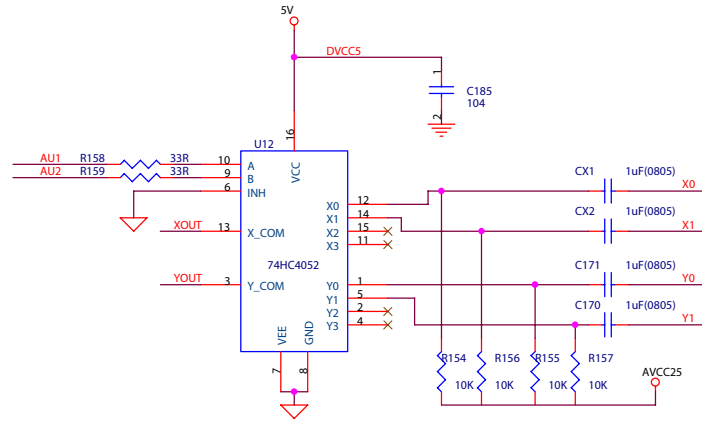 5V
DVCC5
1
C185
104
2
U12
16
VCC
AU1 R158 33R 10 A
AU2 R159 33R 9 B
6 INH
XOUT 13 X_COM
YOUT 3 Y_COM
74HC4052
X0 12
X1 14
X2 15
X3 11
Y0 1
Y1 5
Y2 2
Y3 4
VEE GND
7 8
CX1 1uF(0805) X0
CX2 1uF(0805) X1
C171 1uF(0805) Y0
C170 1uF(0805) Y1
R154 R156 R155 R157
10K 10K 10K 10K
AVCC25